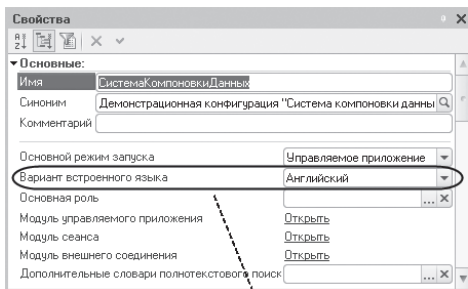 Свойства
Основные:
Имя СистемаКомпоновкиДанных
Синоним Демонстрационная конфигурация "Система компоновки данны
Комментарий
Основной режим запуска Управляемое приложение
Вариант встроенного языка Английский
Основная роль ...
Модуль управляемого приложения Открыть
Модуль сеанса Открыть
Модуль внешнего соединения Открыть
Дополнительные словари полнотекстового поиск ...